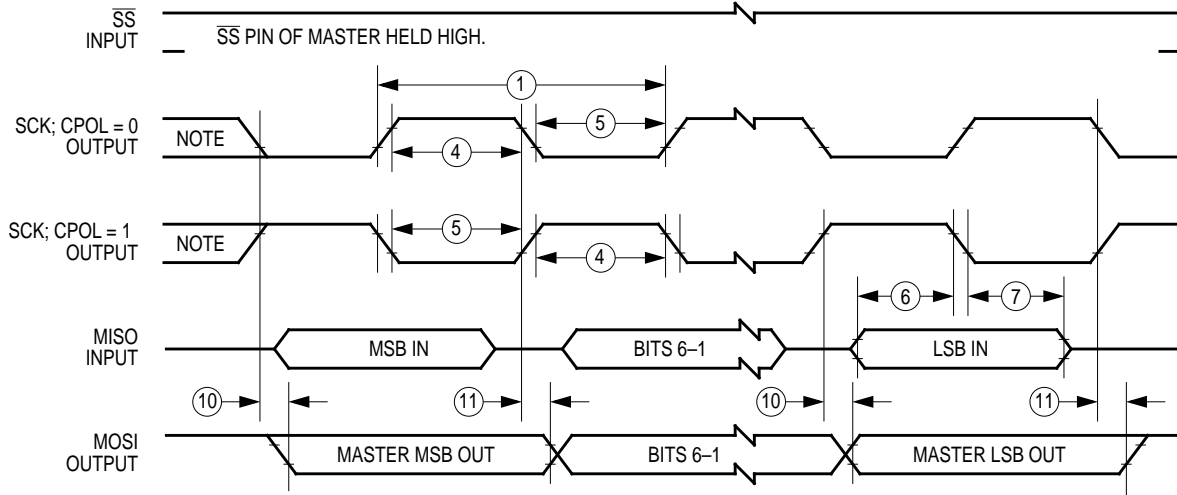 SS
INPUT
SS PIN OF MASTER HELD HIGH.
1
SCK; CPOL = 0
OUTPUT
NOTE
5
4
SCK; CPOL = 1
OUTPUT
NOTE
5
4
6
7
MISO
INPUT
MSB IN
BITS 6–1
LSB IN
10
11
10
11
MOSI
OUTPUT
MASTER MSB OUT
BITS 6–1
MASTER LSB OUT